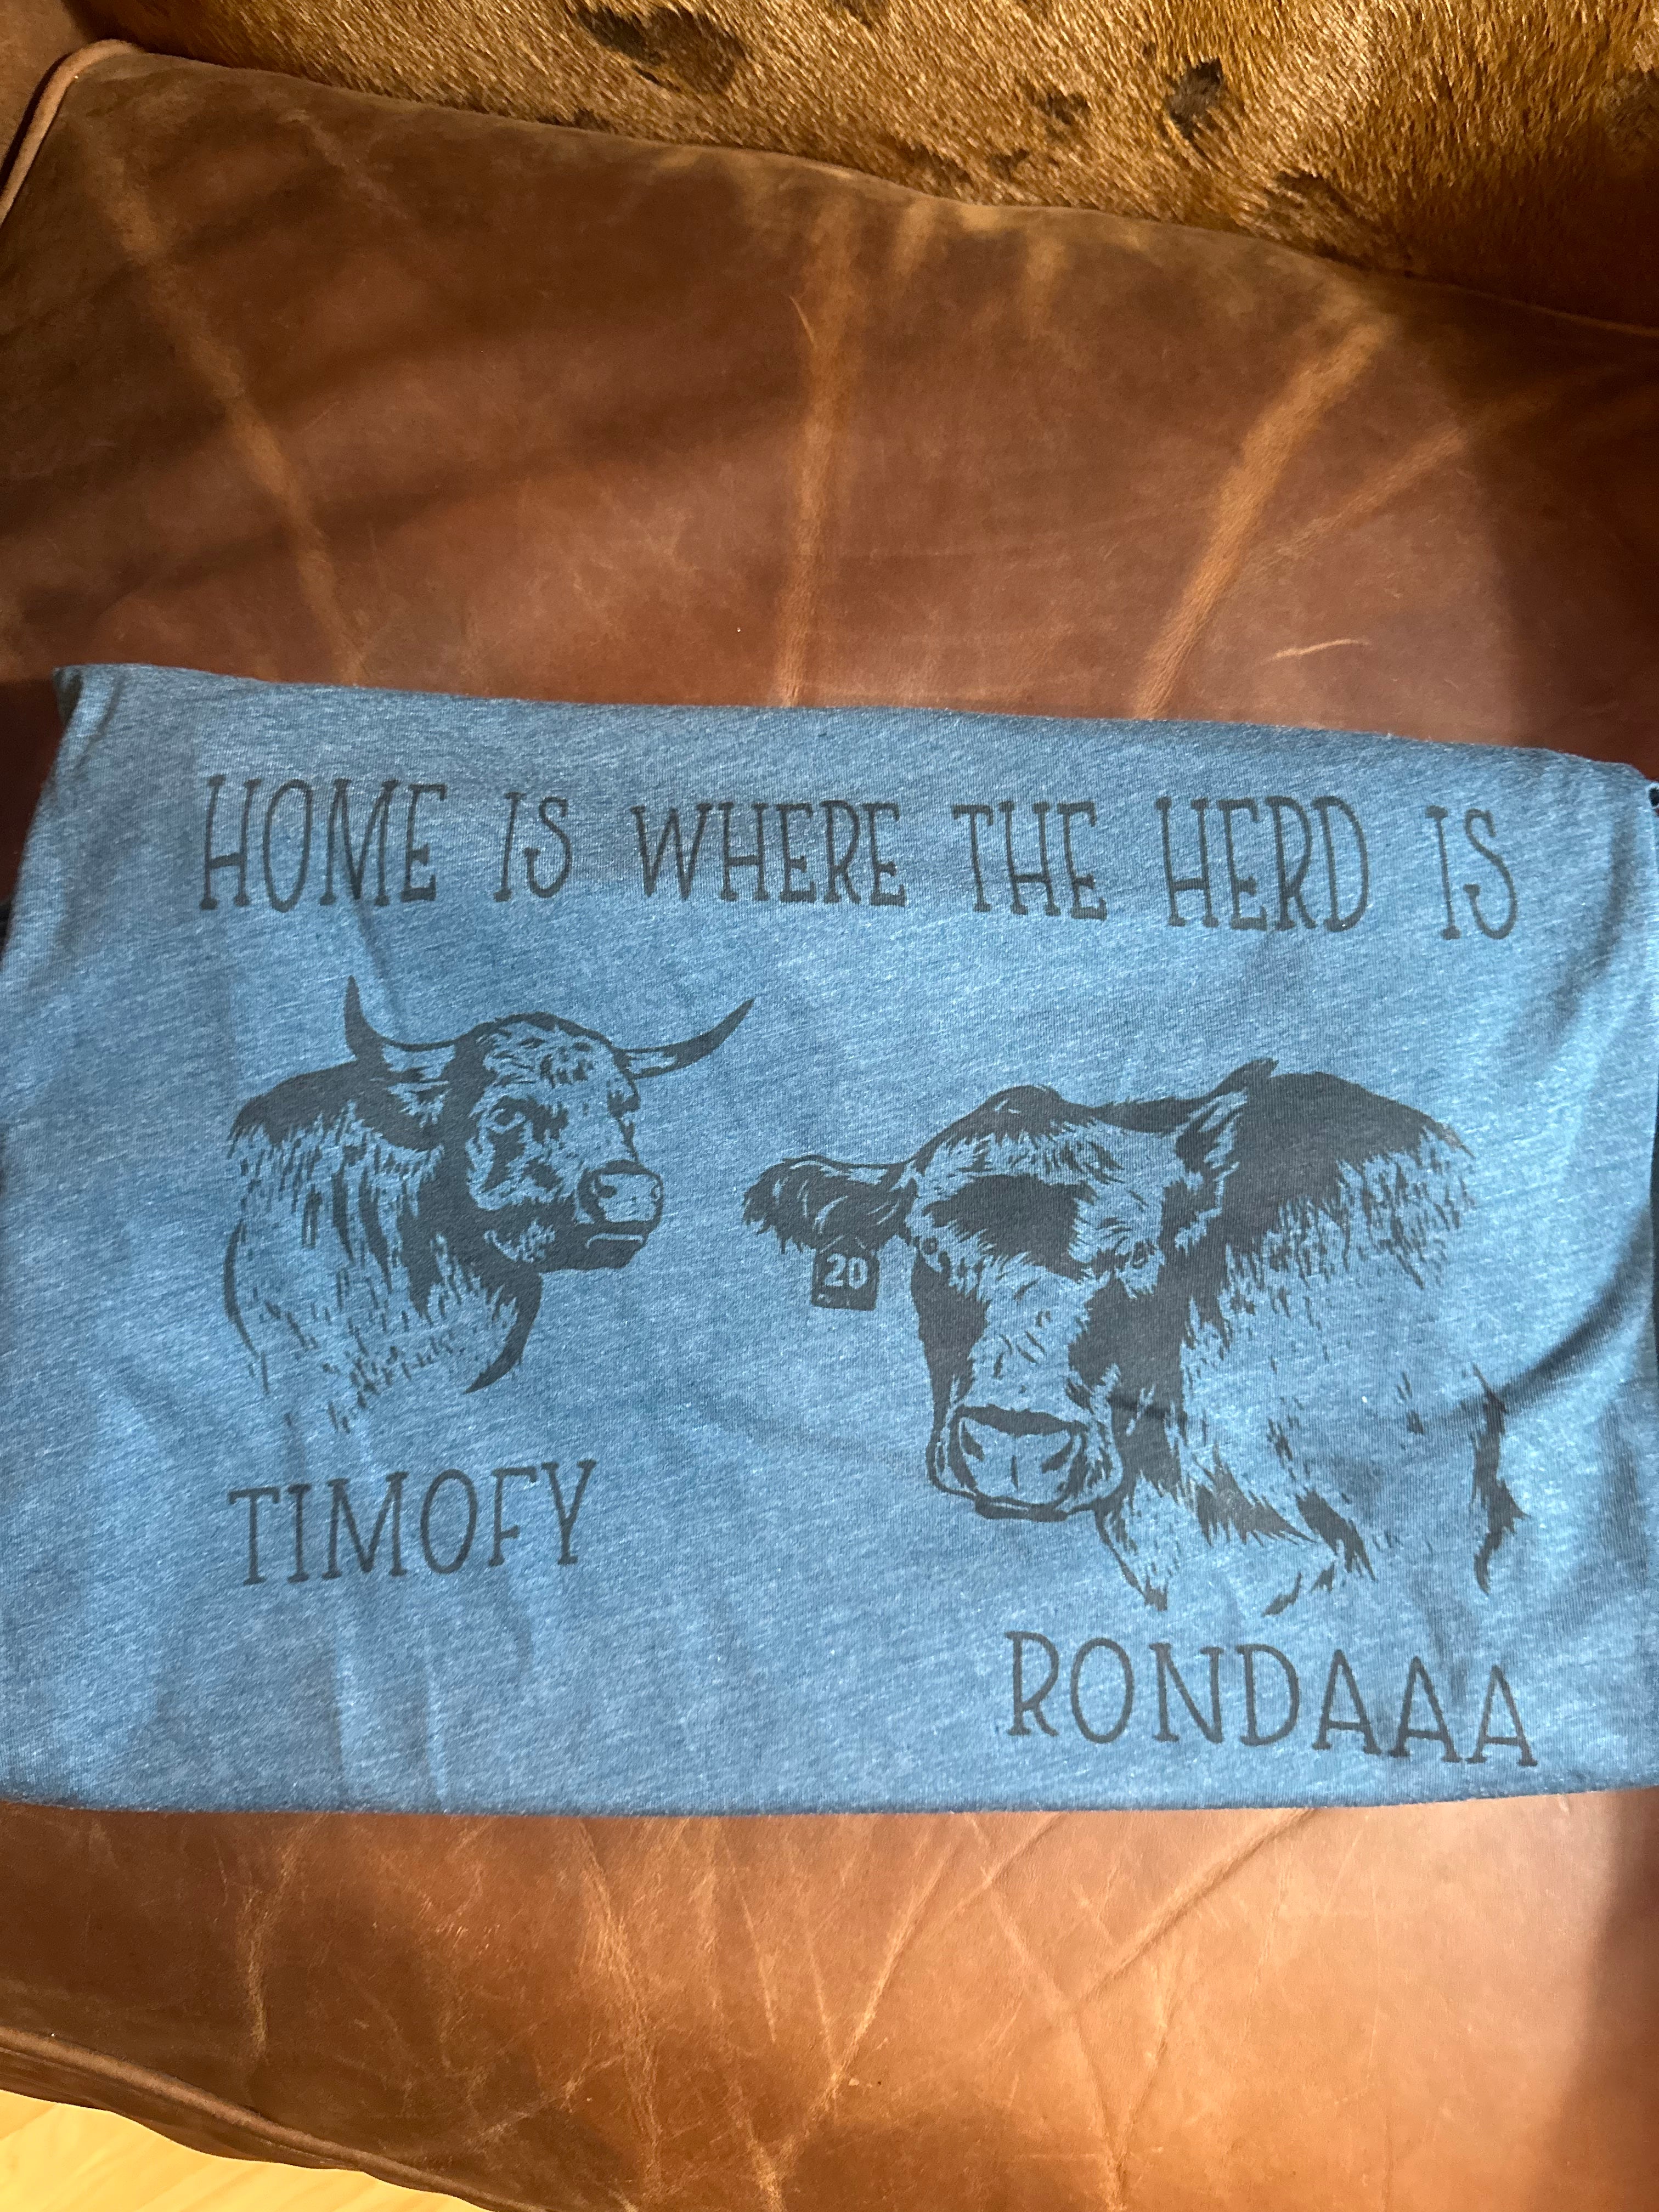 HOME IS WHERE THE HERD IS
20
TIMOFY
RONDAAA